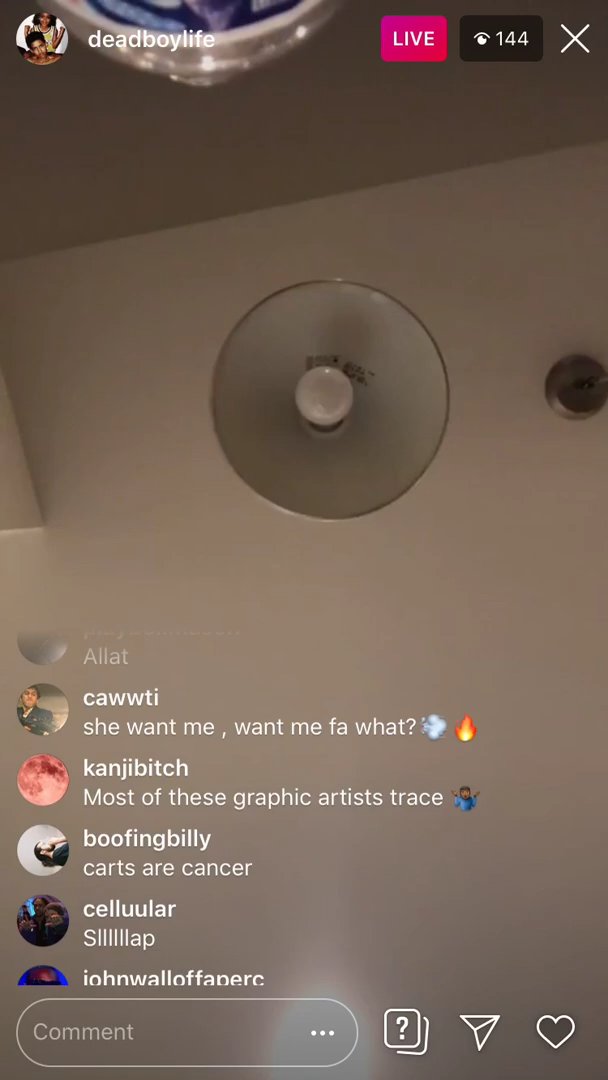 deadboylife
LIVE
144
Allat
cawwti
she want me , want me fa what?💨 🔥
kanjibitch
Most of these graphic artists trace 🤷🏾‍♂️
boofingbilly
carts are cancer
celluular
Sllllllap
johnwalloffaperc
Comment